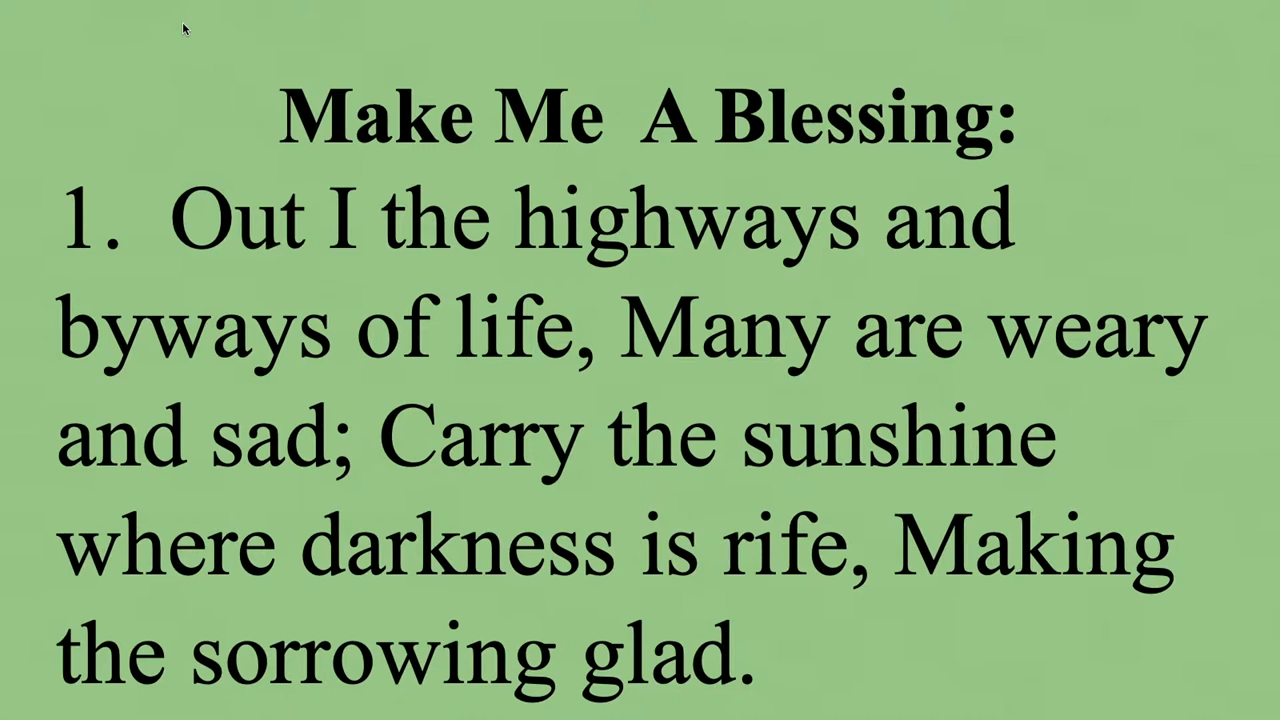 Make Me A Blessing:
1. Out I the highways and
byways of life, Many are weary
and sad; Carry the sunshine
where darkness is rife, Making
the sorrowing glad.